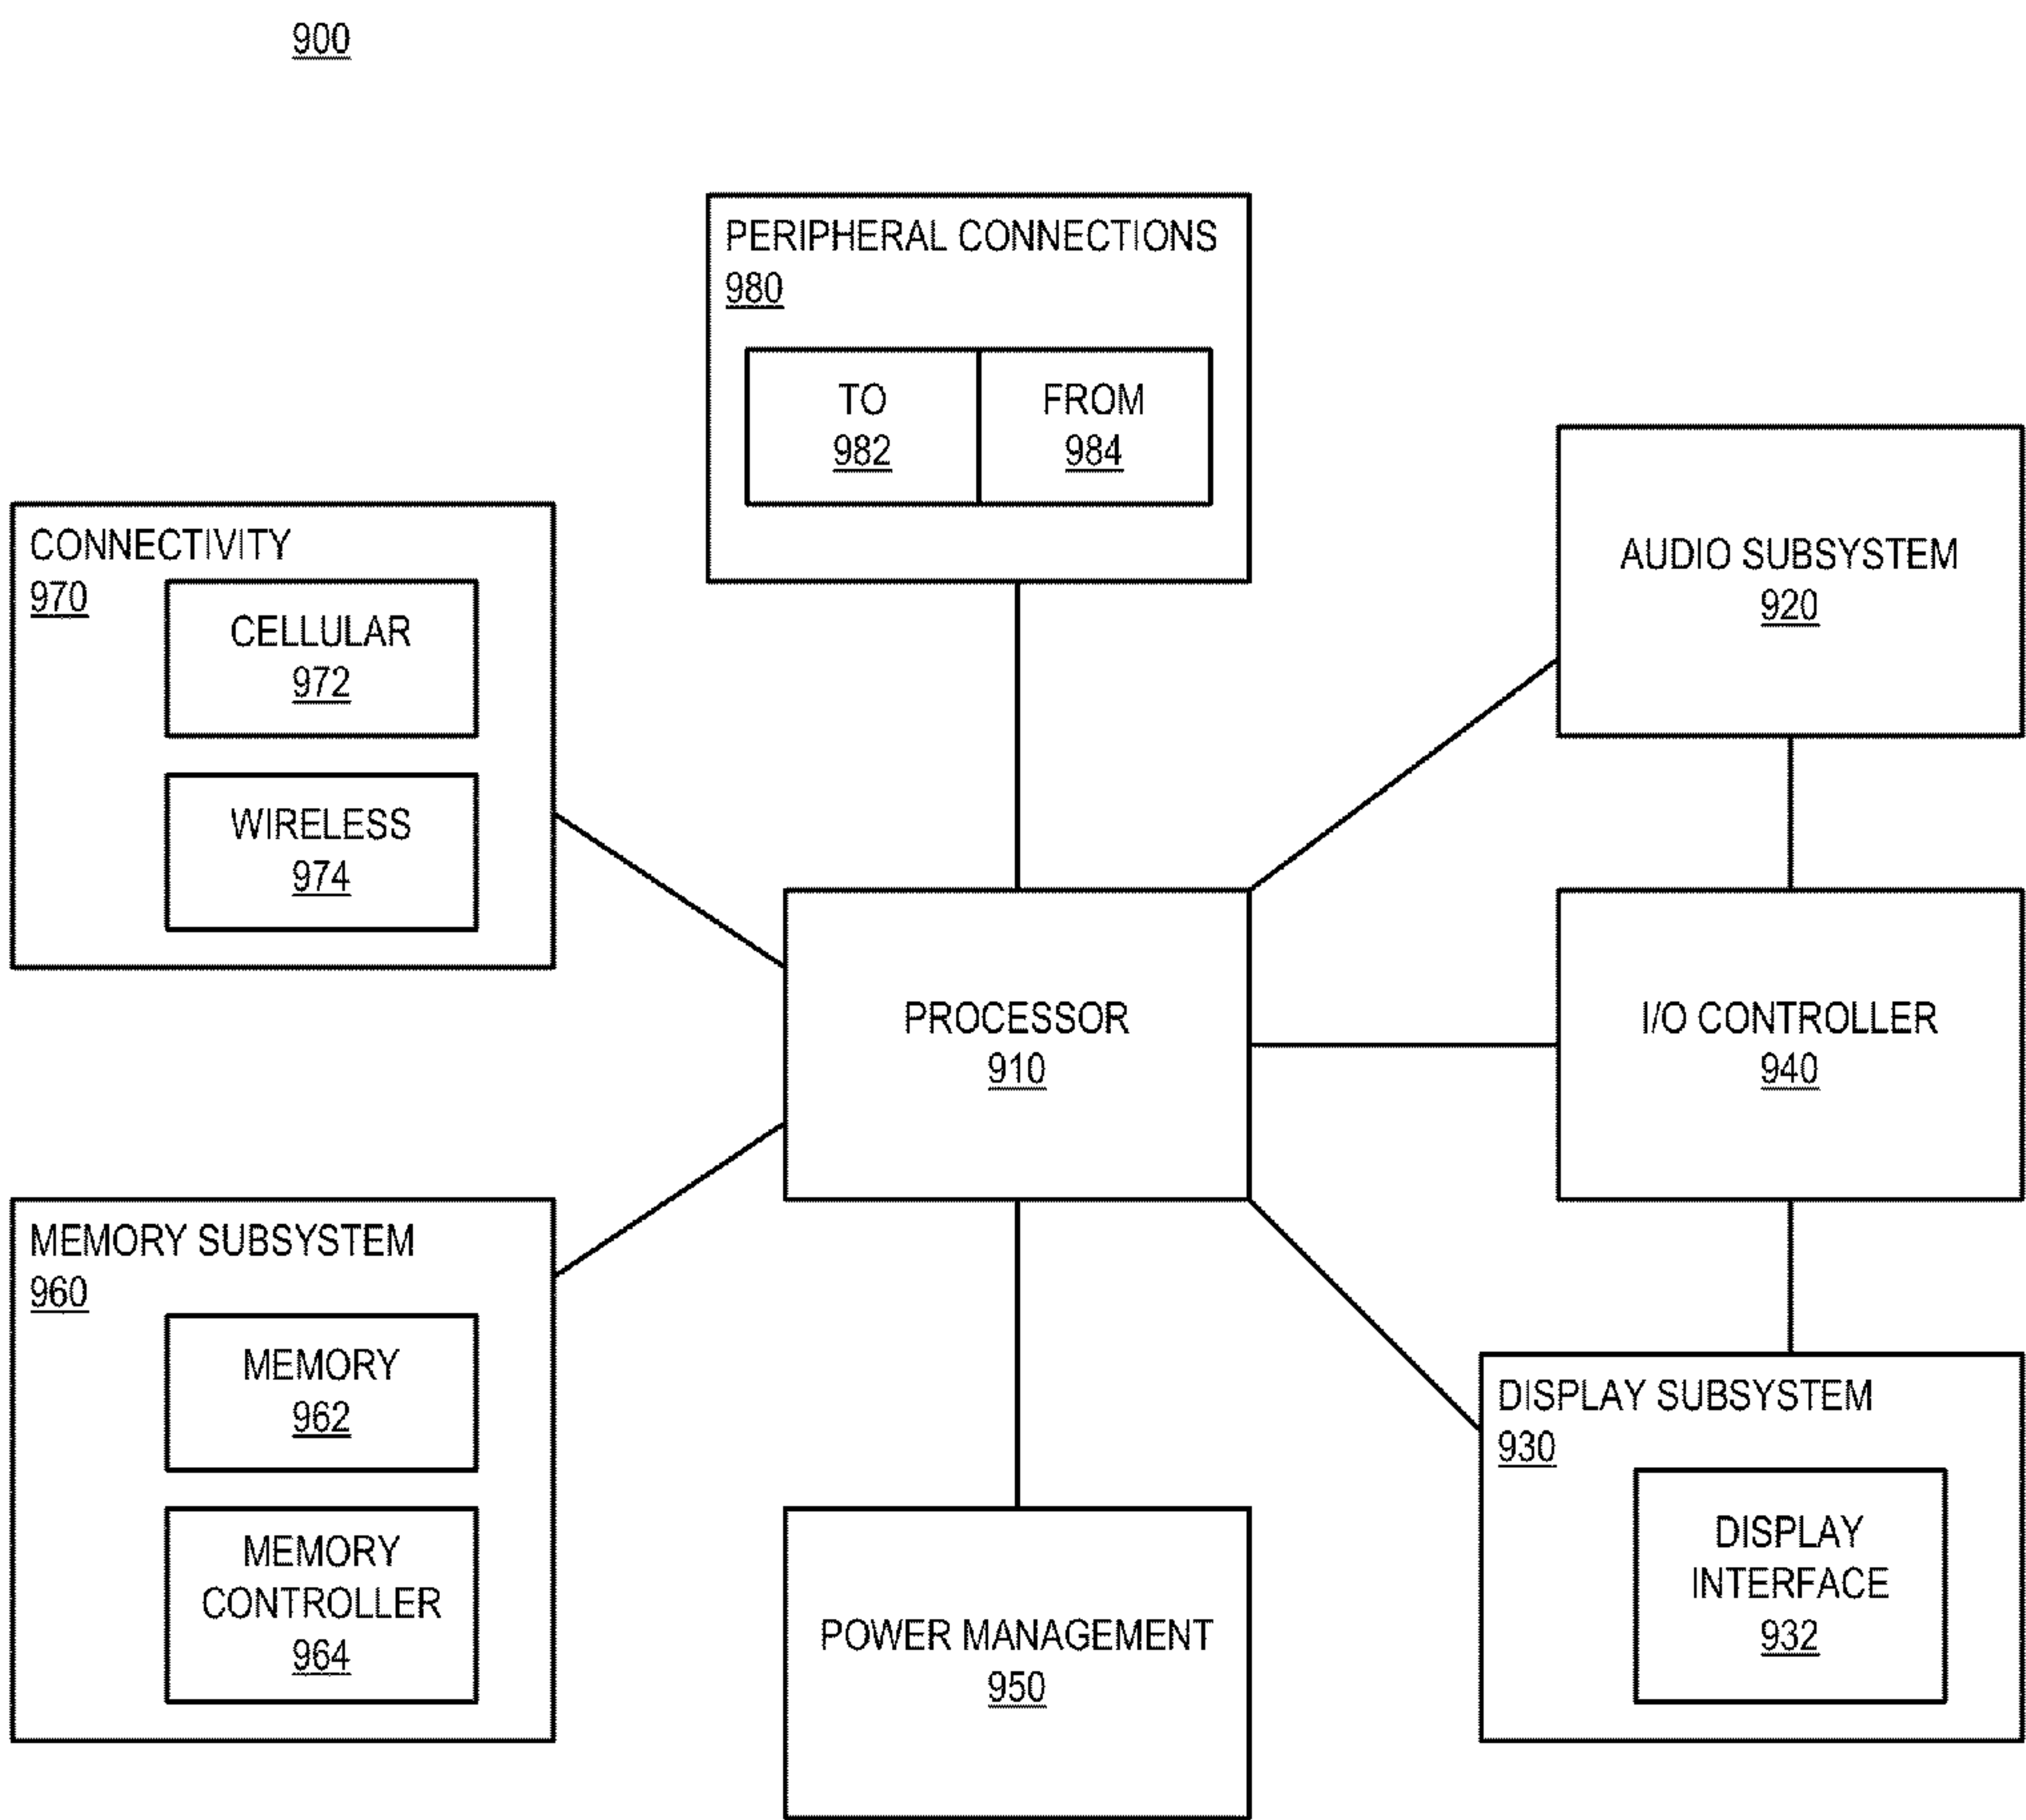 900
PERIPHERAL CONNECTIONS
980
TO
982
FROM
984
CONNECTIVITY
970
CELLULAR
972
WIRELESS
974
AUDIO SUBSYSTEM
920
PROCESSOR
910
I/O CONTROLLER
940
MEMORY SUBSYSTEM
960
MEMORY
962
MEMORY
CONTROLLER
964
POWER MANAGEMENT
950
DISPLAY SUBSYSTEM
930
DISPLAY
INTERFACE
932